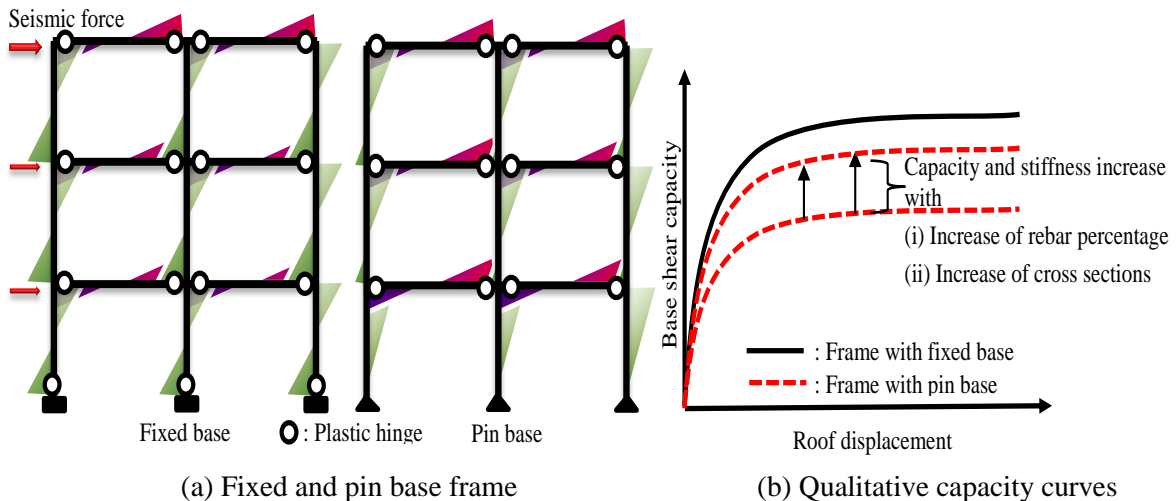 Seismic force
Fixed base
: Plastic hinge
Pin base
(a) Fixed and pin base frame
Base shear capacity
Capacity and stiffness increase
with
(i) Increase of rebar percentage
(ii) Increase of cross sections
: Frame with fixed base
: Frame with pin base
Roof displacement
(b) Qualitative capacity curves